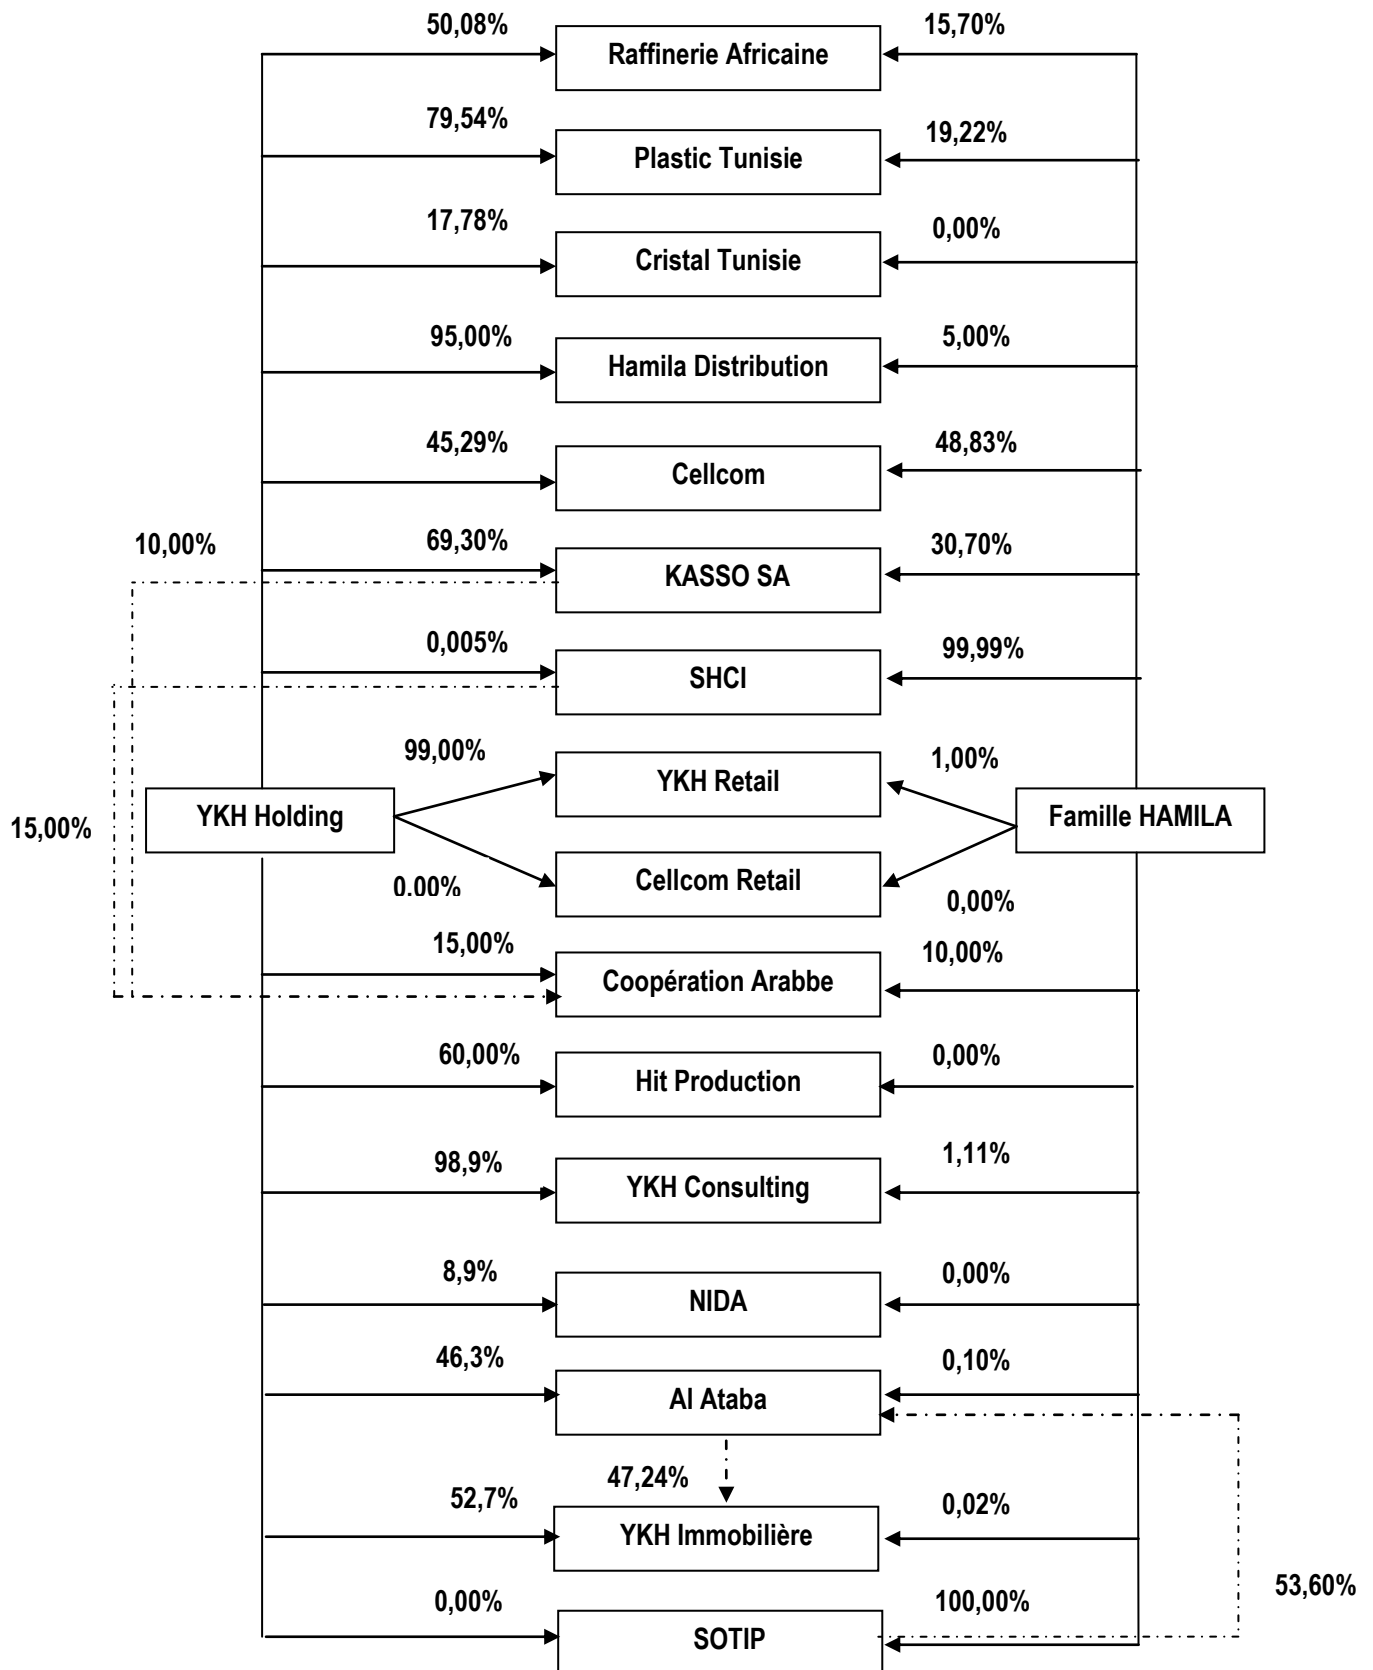 50,08%
15,70%
Raffinerie Africaine
79,54%
19,22%
Plastic Tunisie
17,78%
0,00%
Cristal Tunisie
95,00%
5,00%
Hamila Distribution
45,29%
48,83%
Cellcom
10,00%
69,30%
30,70%
KASSO SA
0,005%
99,99%
SHCI
99,00%
1,00%
YKH Retail
15,00%
YKH Holding
Famille HAMILA
Cellcom Retail
0.00%
0,00%
15,00%
10,00%
Coopération Arabbe
60,00%
0,00%
Hit Production
98,9%
1,11%
YKH Consulting
8,9%
0,00%
NIDA
46,3%
0,10%
Al Ataba
47,24%
52,7%
0,02%
YKH Immobilière
53,60%
0,00%
100,00%
SOTIP